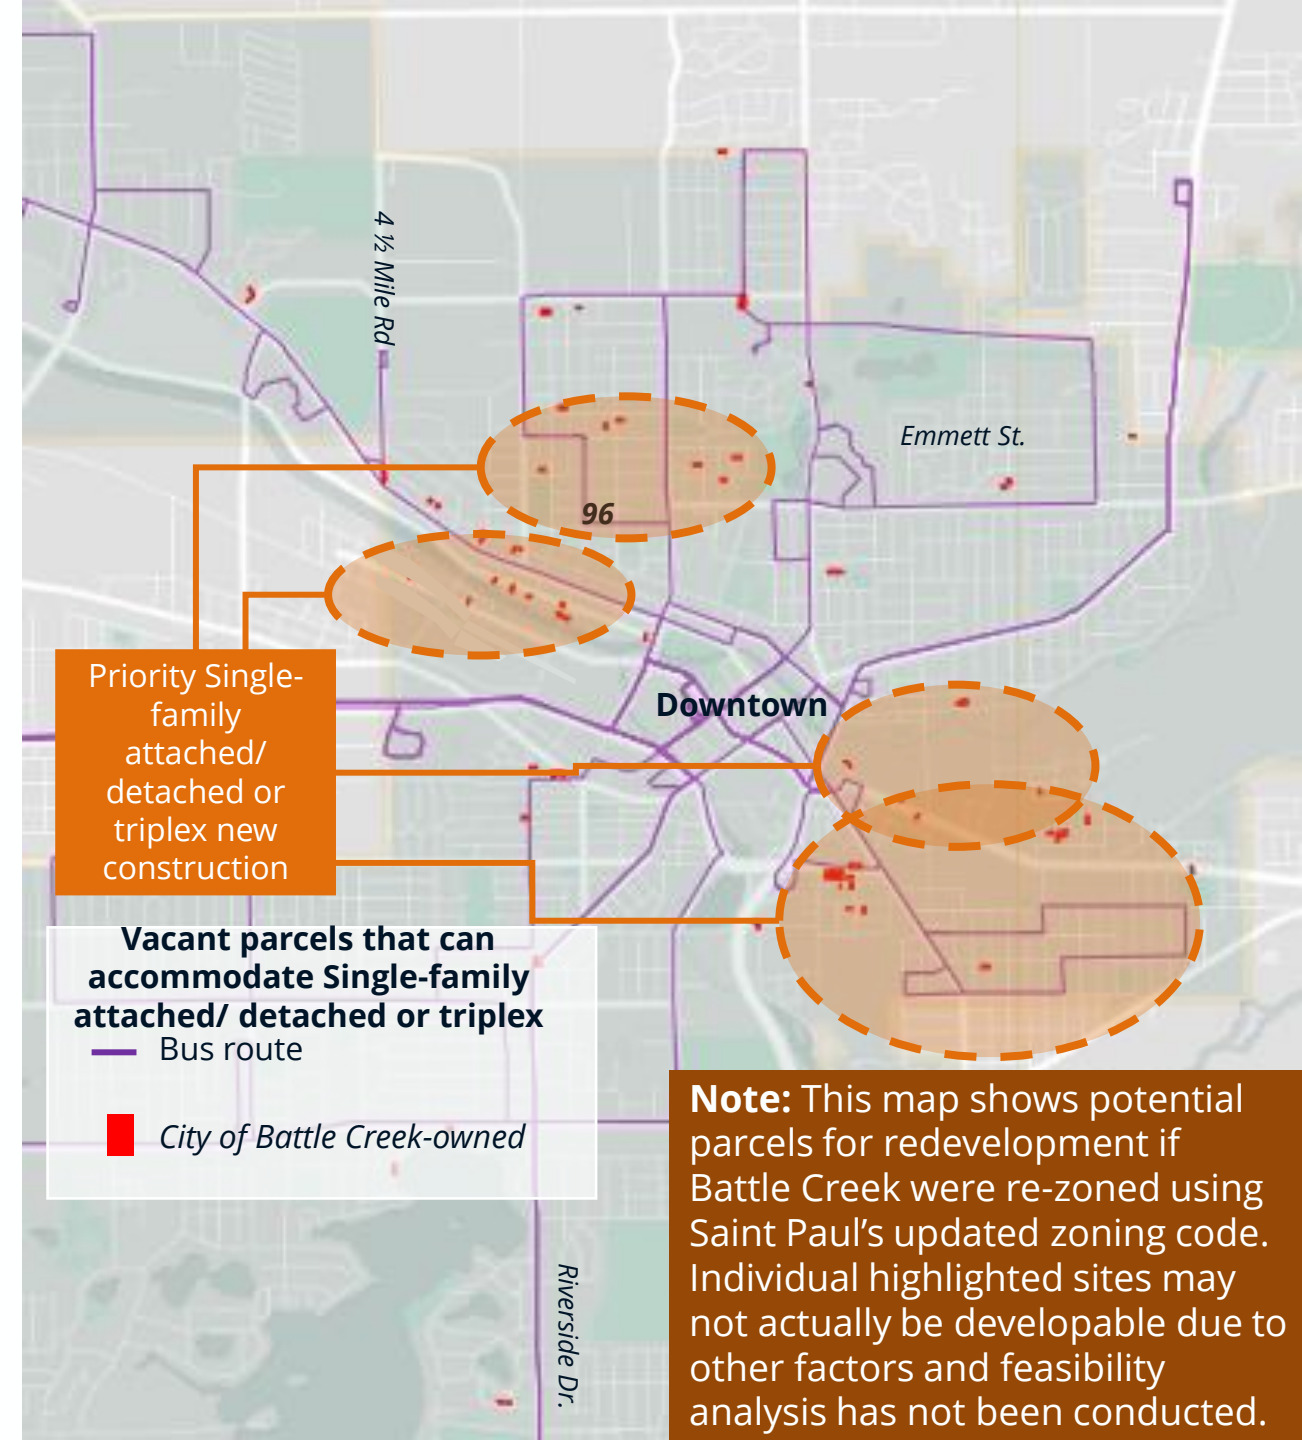 4 ½ Mile Rd
Emmett St.
96
Downtown
Priority Single-
family
attached/
detached or
triplex new
construction
Vacant parcels that can
accommodate Single-family
attached/ detached or triplex
Bus route
City of Battle Creek-owned
Riverside Dr.
Note: This map shows potential
parcels for redevelopment if
Battle Creek were re-zoned using
Saint Paul’s updated zoning code.
Individual highlighted sites may
not actually be developable due to
other factors and feasibility
analysis has not been conducted.